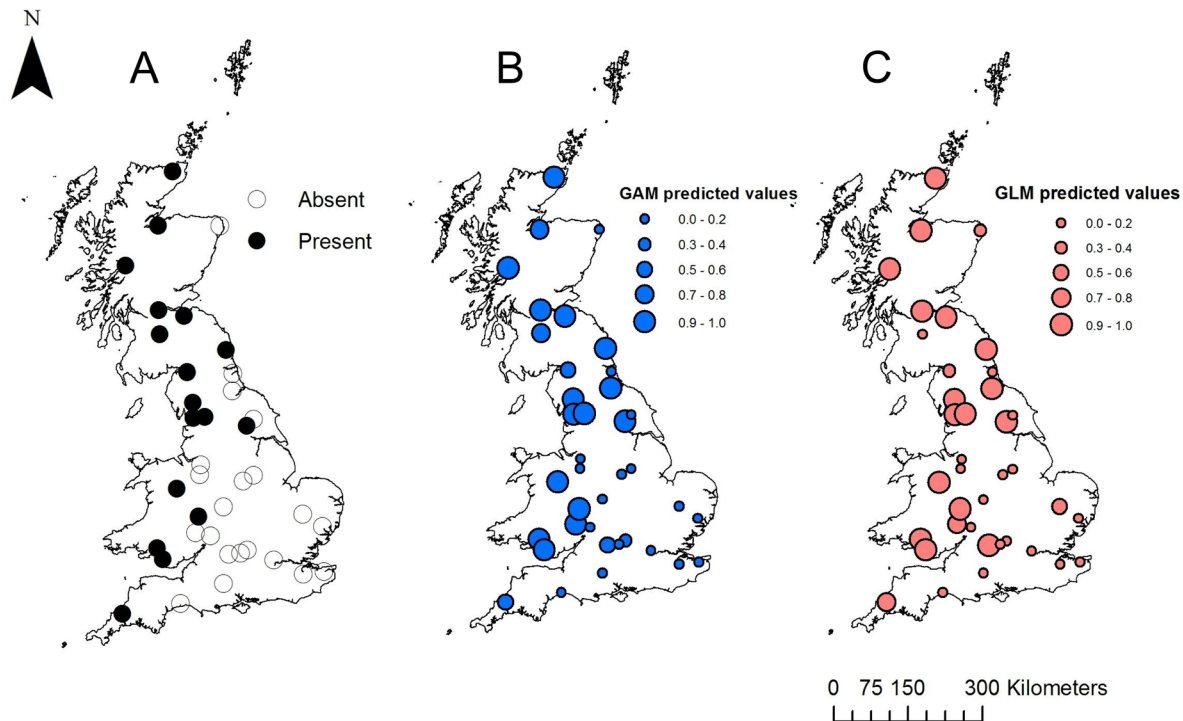 N
A
B
C
Absent
Present
GAM predicted values
0.0 - 0.2
0.3 - 0.4
0.5 - 0.6
0.7 - 0.8
0.9 - 1.0
GLM predicted values
0.0 - 0.2
0.3 - 0.4
0.5 - 0.6
0.7 - 0.8
0.9 - 1.0
0 75 150 300 Kilometers